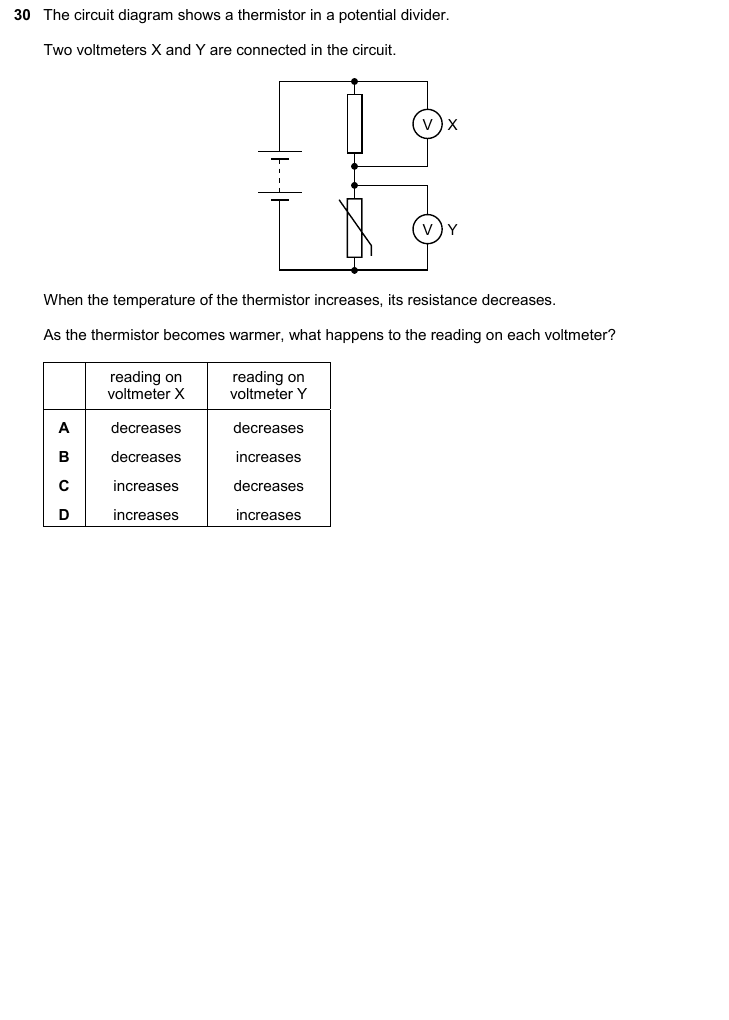 30 The circuit diagram shows a thermistor in a potential divider.
Two voltmeters X and Y are connected in the circuit.
V X
V Y
When the temperature of the thermistor increases, its resistance decreases.
As the thermistor becomes warmer, what happens to the reading on each voltmeter?
reading on voltmeter X
reading on voltmeter Y
A decreases decreases
B decreases increases
C increases decreases
D increases increases